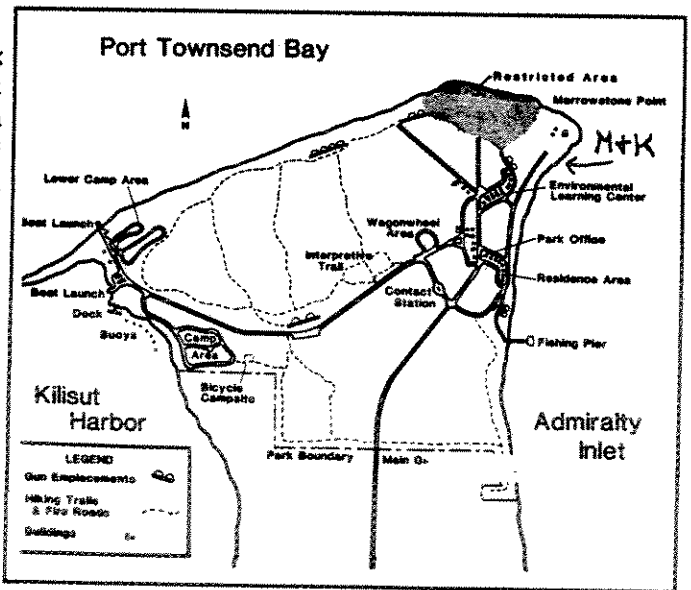 Port Townsend Bay
Restricted Area
Marrowstone Point
N
M+K
Lower Camp Area
Environmental
Learning Center
Boat Launch
Wagonwheel
Area
Park Office
Interpretive
Trail
Residence Area
Contact
Station
Boat Launch
Dock
Buoys
Camp
Area
Fishing Pier
Bicycle
Campsite
Kilisut
Harbor
Admiralty
Inlet
Park Boundary
Main
LEGEND
Gun Emplacements
Hiking Trails
& Fire Roads
Buildings